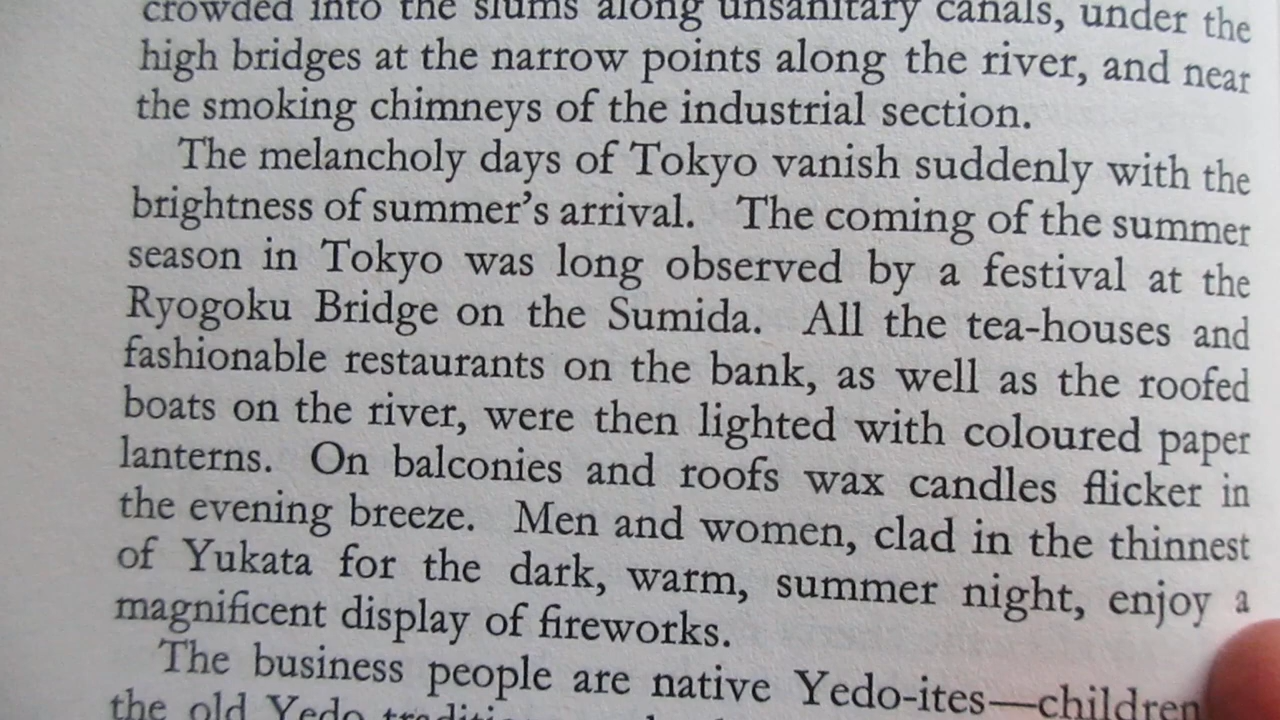 crowded into the slums along unsanitary canals, under the
high bridges at the narrow points along the river, and near
the smoking chimneys of the industrial section.
The melancholy days of Tokyo vanish suddenly with the
brightness of summer's arrival. The coming of the summer
season in Tokyo was long observed by a festival at the
Ryogoku Bridge on the Sumida. All the tea-houses and
fashionable restaurants on the bank, as well as the roofed
boats on the river, were then lighted with coloured paper
lanterns. On balconies and roofs wax candles flicker in
the evening breeze. Men and women, clad in the thinnest
of Yukata for the dark, warm, summer night, enjoy a
magnificent display of fireworks.
The business people are native Yedo-ites—children
the old Yedo